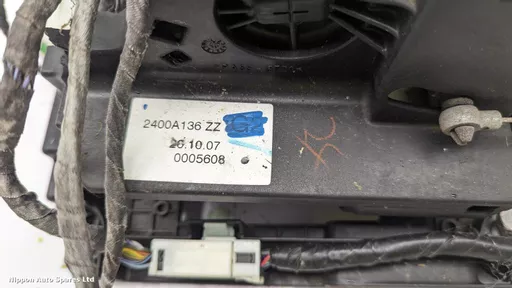 2400A136 ZZ
26.10.07
0005608
Nippon Auto Spares Ltd